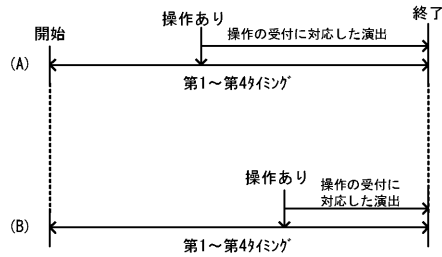 終了
操作あり
開始
操作の受付に対応した演出
(A)
第1～第4ﾀｲﾐﾝｸﾞ
操作あり
操作の受付に
対応した演出
(B)
第1～第4ﾀｲﾐﾝｸﾞ